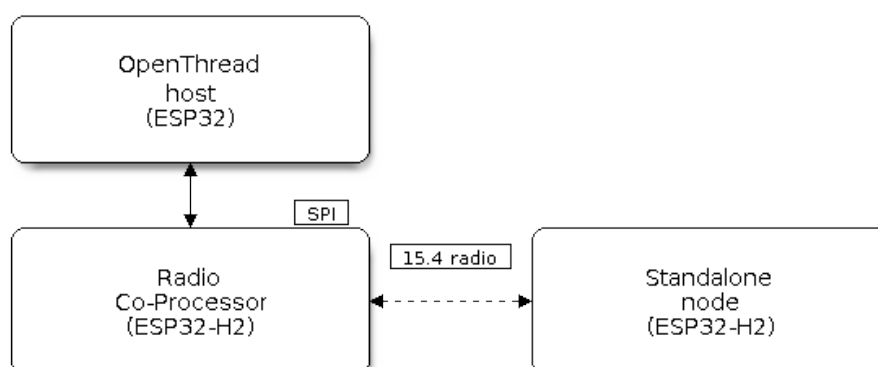 OpenThread
host
(ESP32)
SPI
15.4 radio
Radio
Co-Processor
(ESP32-H2)
Standalone
node
(ESP32-H2)